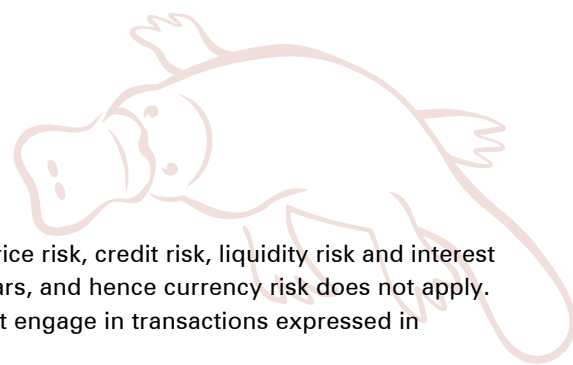 rice risk, credit risk, liquidity risk and interest
ars, and hence currency risk does not apply.
t engage in transactions expressed in